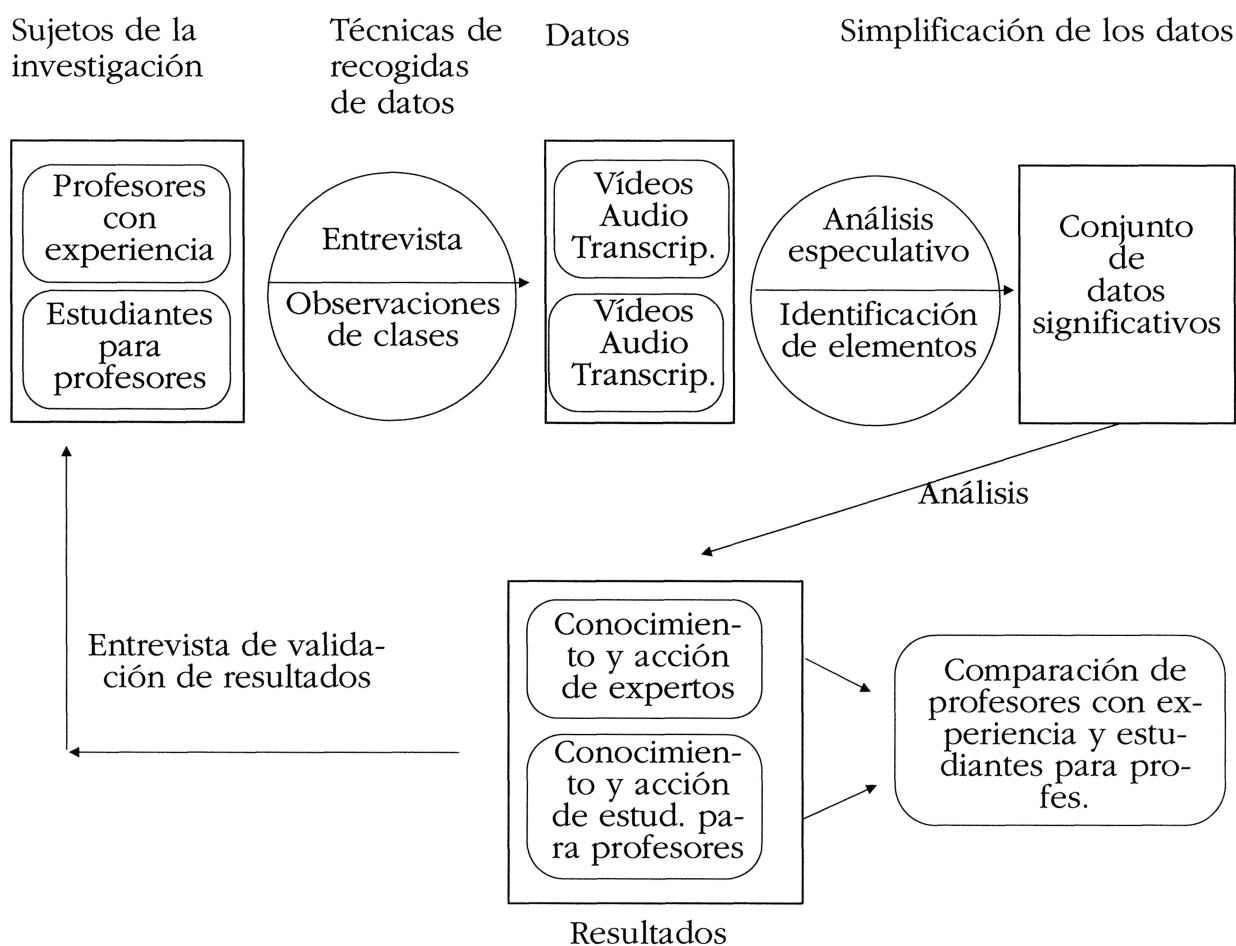 Sujetos de la
investigación
Técnicas de
recogidas
de datos
Datos
Simplificación de los datos
Profesores
con
experiencia
Estudiantes
para
profesores
Entrevista
Observaciones
de clases
Vídeos
Audio
Transcrip.
Vídeos
Audio
Transcrip.
Análisis
especulativo
Identificación
de elementos
Conjunto
de
datos
significativos
Análisis
Entrevista de valida-
ción de resultados
Conocimien-
to y acción
de expertos
Conocimien-
to y acción
de estud. pa-
ra profesores
Comparación de
profesores con ex-
periencia y estu-
diantes para pro-
fes.
Resultados